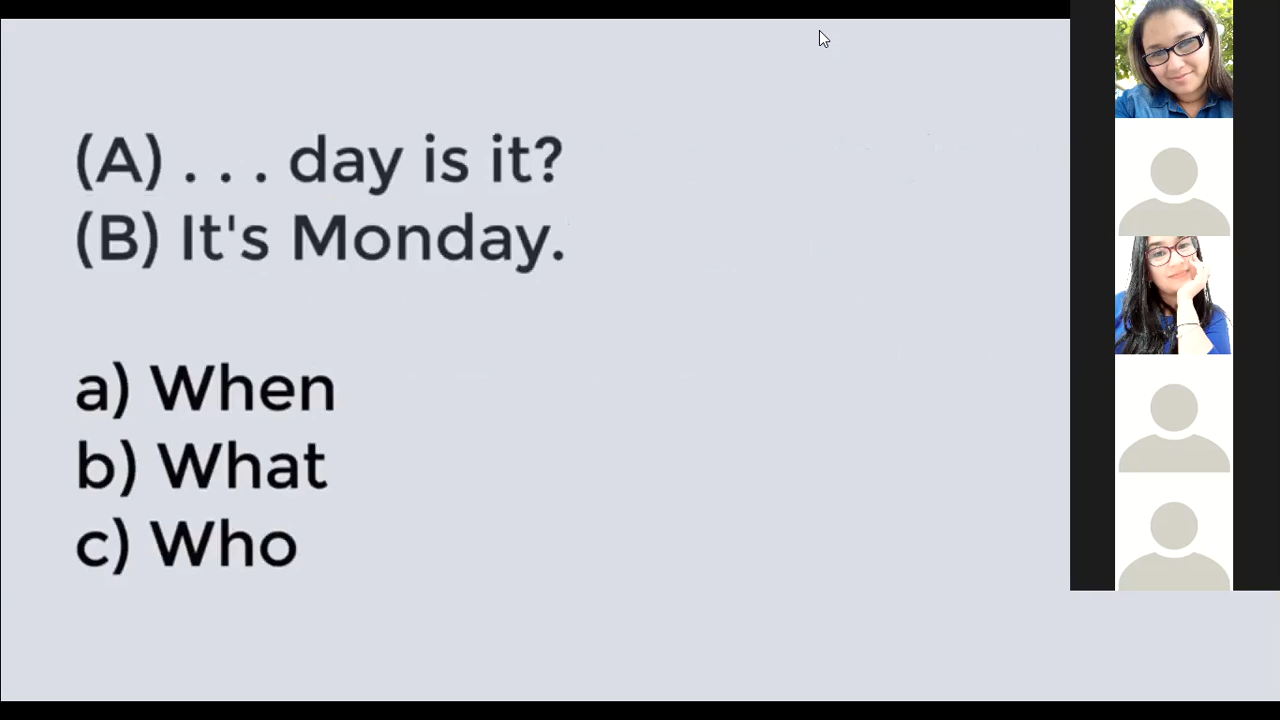 (A) . . . day is it?
(B) It's Monday.
a) When
b) What
c) Who